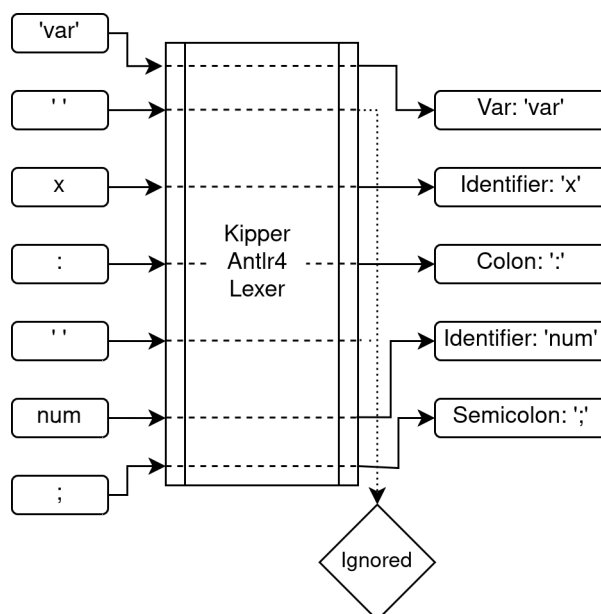 'var'
' '
x
:
' '
num
;
Kipper
Antlr4
Lexer
Var: 'var'
Identifier: 'x'
Colon: ':'
Identifier: 'num'
Semicolon: ';'
Ignored